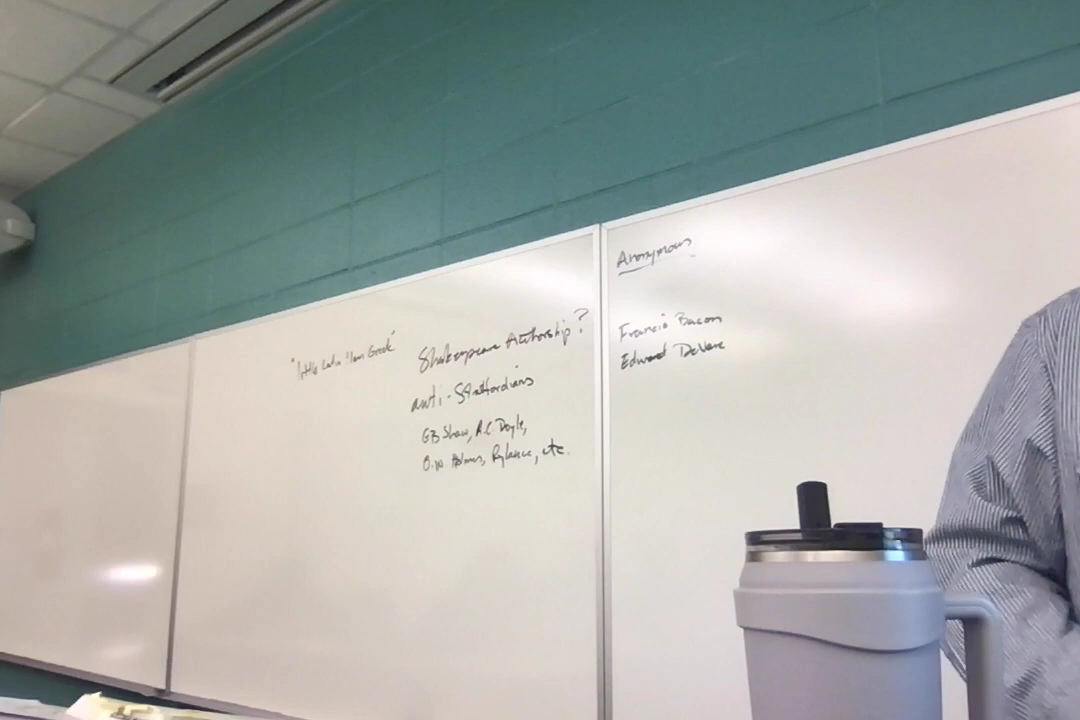 "little Latin 'less Greek"
Shakespeare Authorship?
anti-Stratfordians
GB Shaw, A.C. Doyle,
O.W. Holmes, Rylance, etc.
Anonymous
Francis Bacon
Edward DeVere